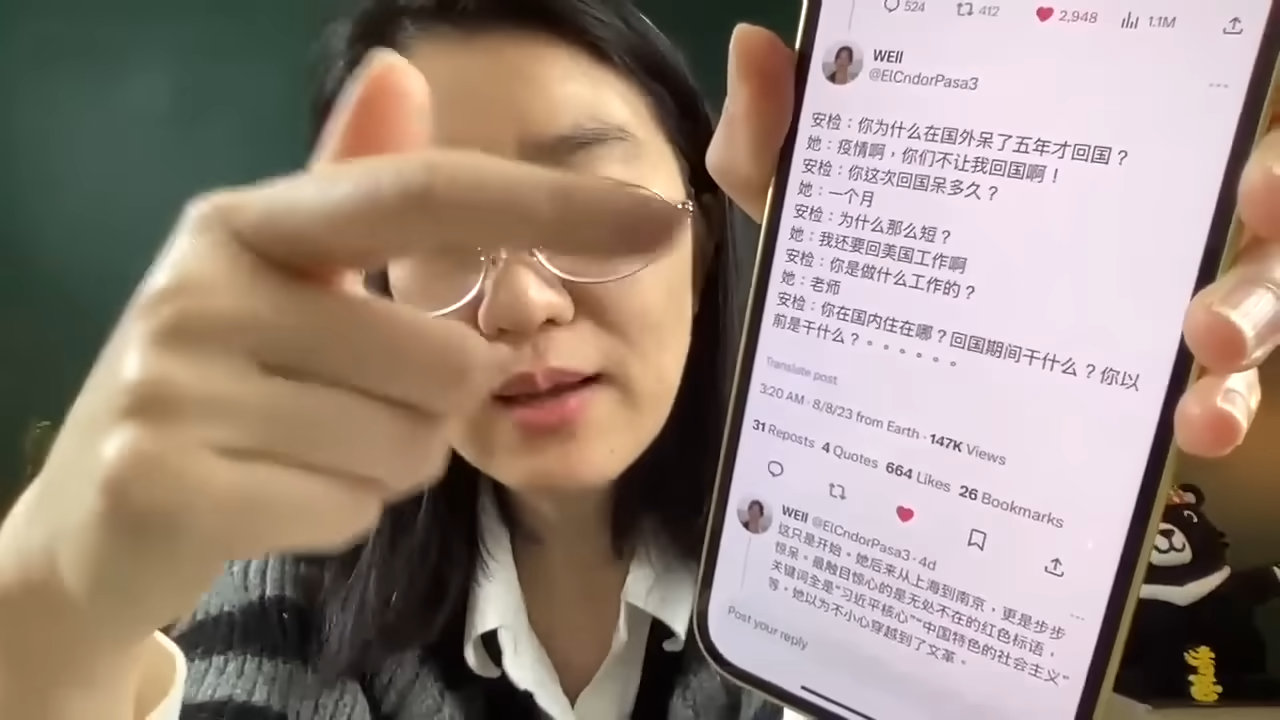 524 412 2,948 1.1M
WEII
@ElCndorPasa3
安检：你为什么在国外呆了五年才回国？
她：疫情啊，你们不让我回国啊！
安检：你这次回国呆多久？
她：一个月
安检：为什么那么短？
她：我还要回美国工作啊
安检：你是做什么工作的？
她：老师
安检：你在国内住在哪？回国期间干什么？你以
前是干什么？。。。。。。
Translate post
3:20 AM · 8/8/23 from Earth · 147K Views
31 Reposts 4 Quotes 664 Likes 26 Bookmarks
WEII @ElCndorPasa3 · 4d
这只是开始。她后来从上海到南京，更是步步
惊呆。最触目惊心的是无处不在的红色标语，
关键词全是“习近平核心”“中国特色的社会主义”
等。她以为不小心穿越到了文革。
Post your reply